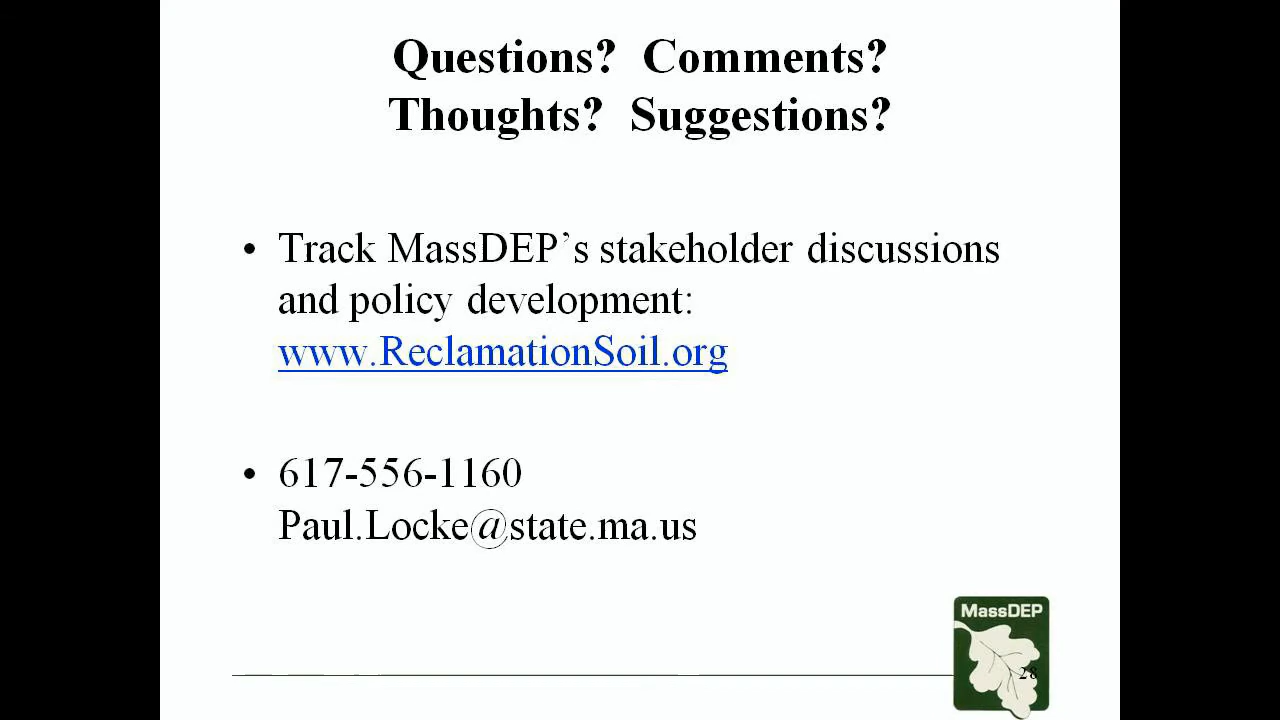 Questions? Comments?
Thoughts? Suggestions?
• Track MassDEP’s stakeholder discussions
and policy development:
www.ReclamationSoil.org
• 617-556-1160
Paul.Locke@state.ma.us
MassDEP
28